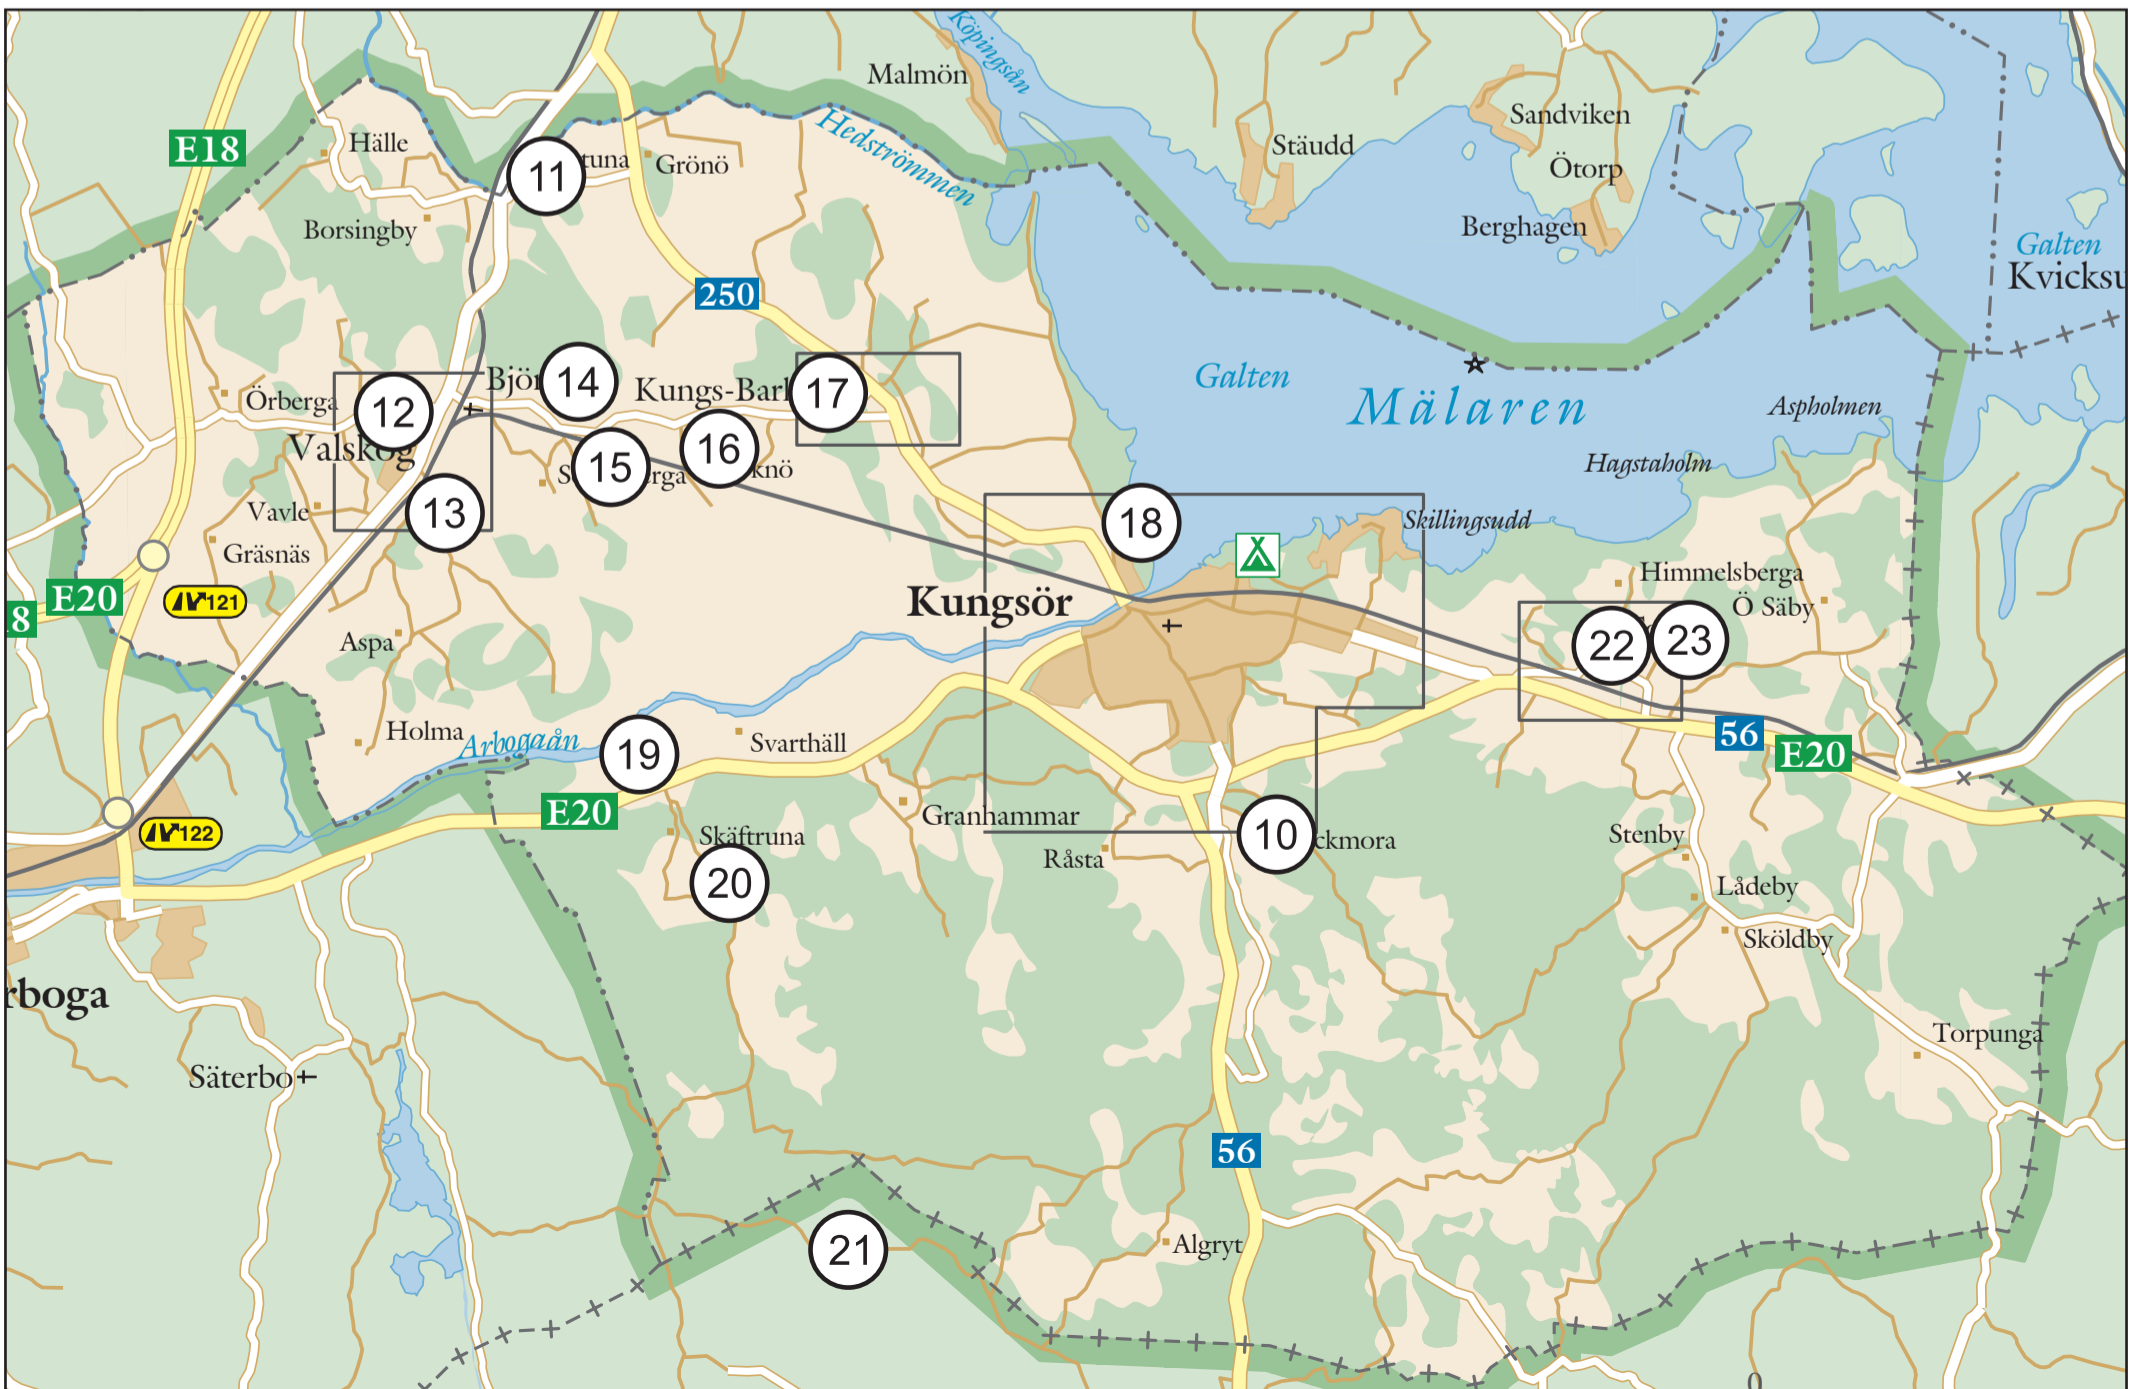 Köpingsån
Malmön
Sandviken
E18
Hälle
Hedströmmen
Stäudd
11
tuna
Grönö
Ötorp
Borsingby
Berghagen
Galten
Kvicksu
250
Galten
Mälaren
Aspholmen
Björ
14
Kungs-Barl
17
Örberga
12
Valskog
15
16
knö
erga
Hagstaholm
Vavle
13
18
Skillingsudd
Gräsnäs
E20
121
8
Kungsör
Himmelsberga
Ö Säby
22
23
Aspa
Holma
Arbogaån
19
Svarthäll
56
E20
E20
122
Skäftruna
Granhammar
10
ckmora
Stenby
Råsta
20
Lådeby
Sköldby
rboga
Torpunga
Säterbo
56
21
Algryt